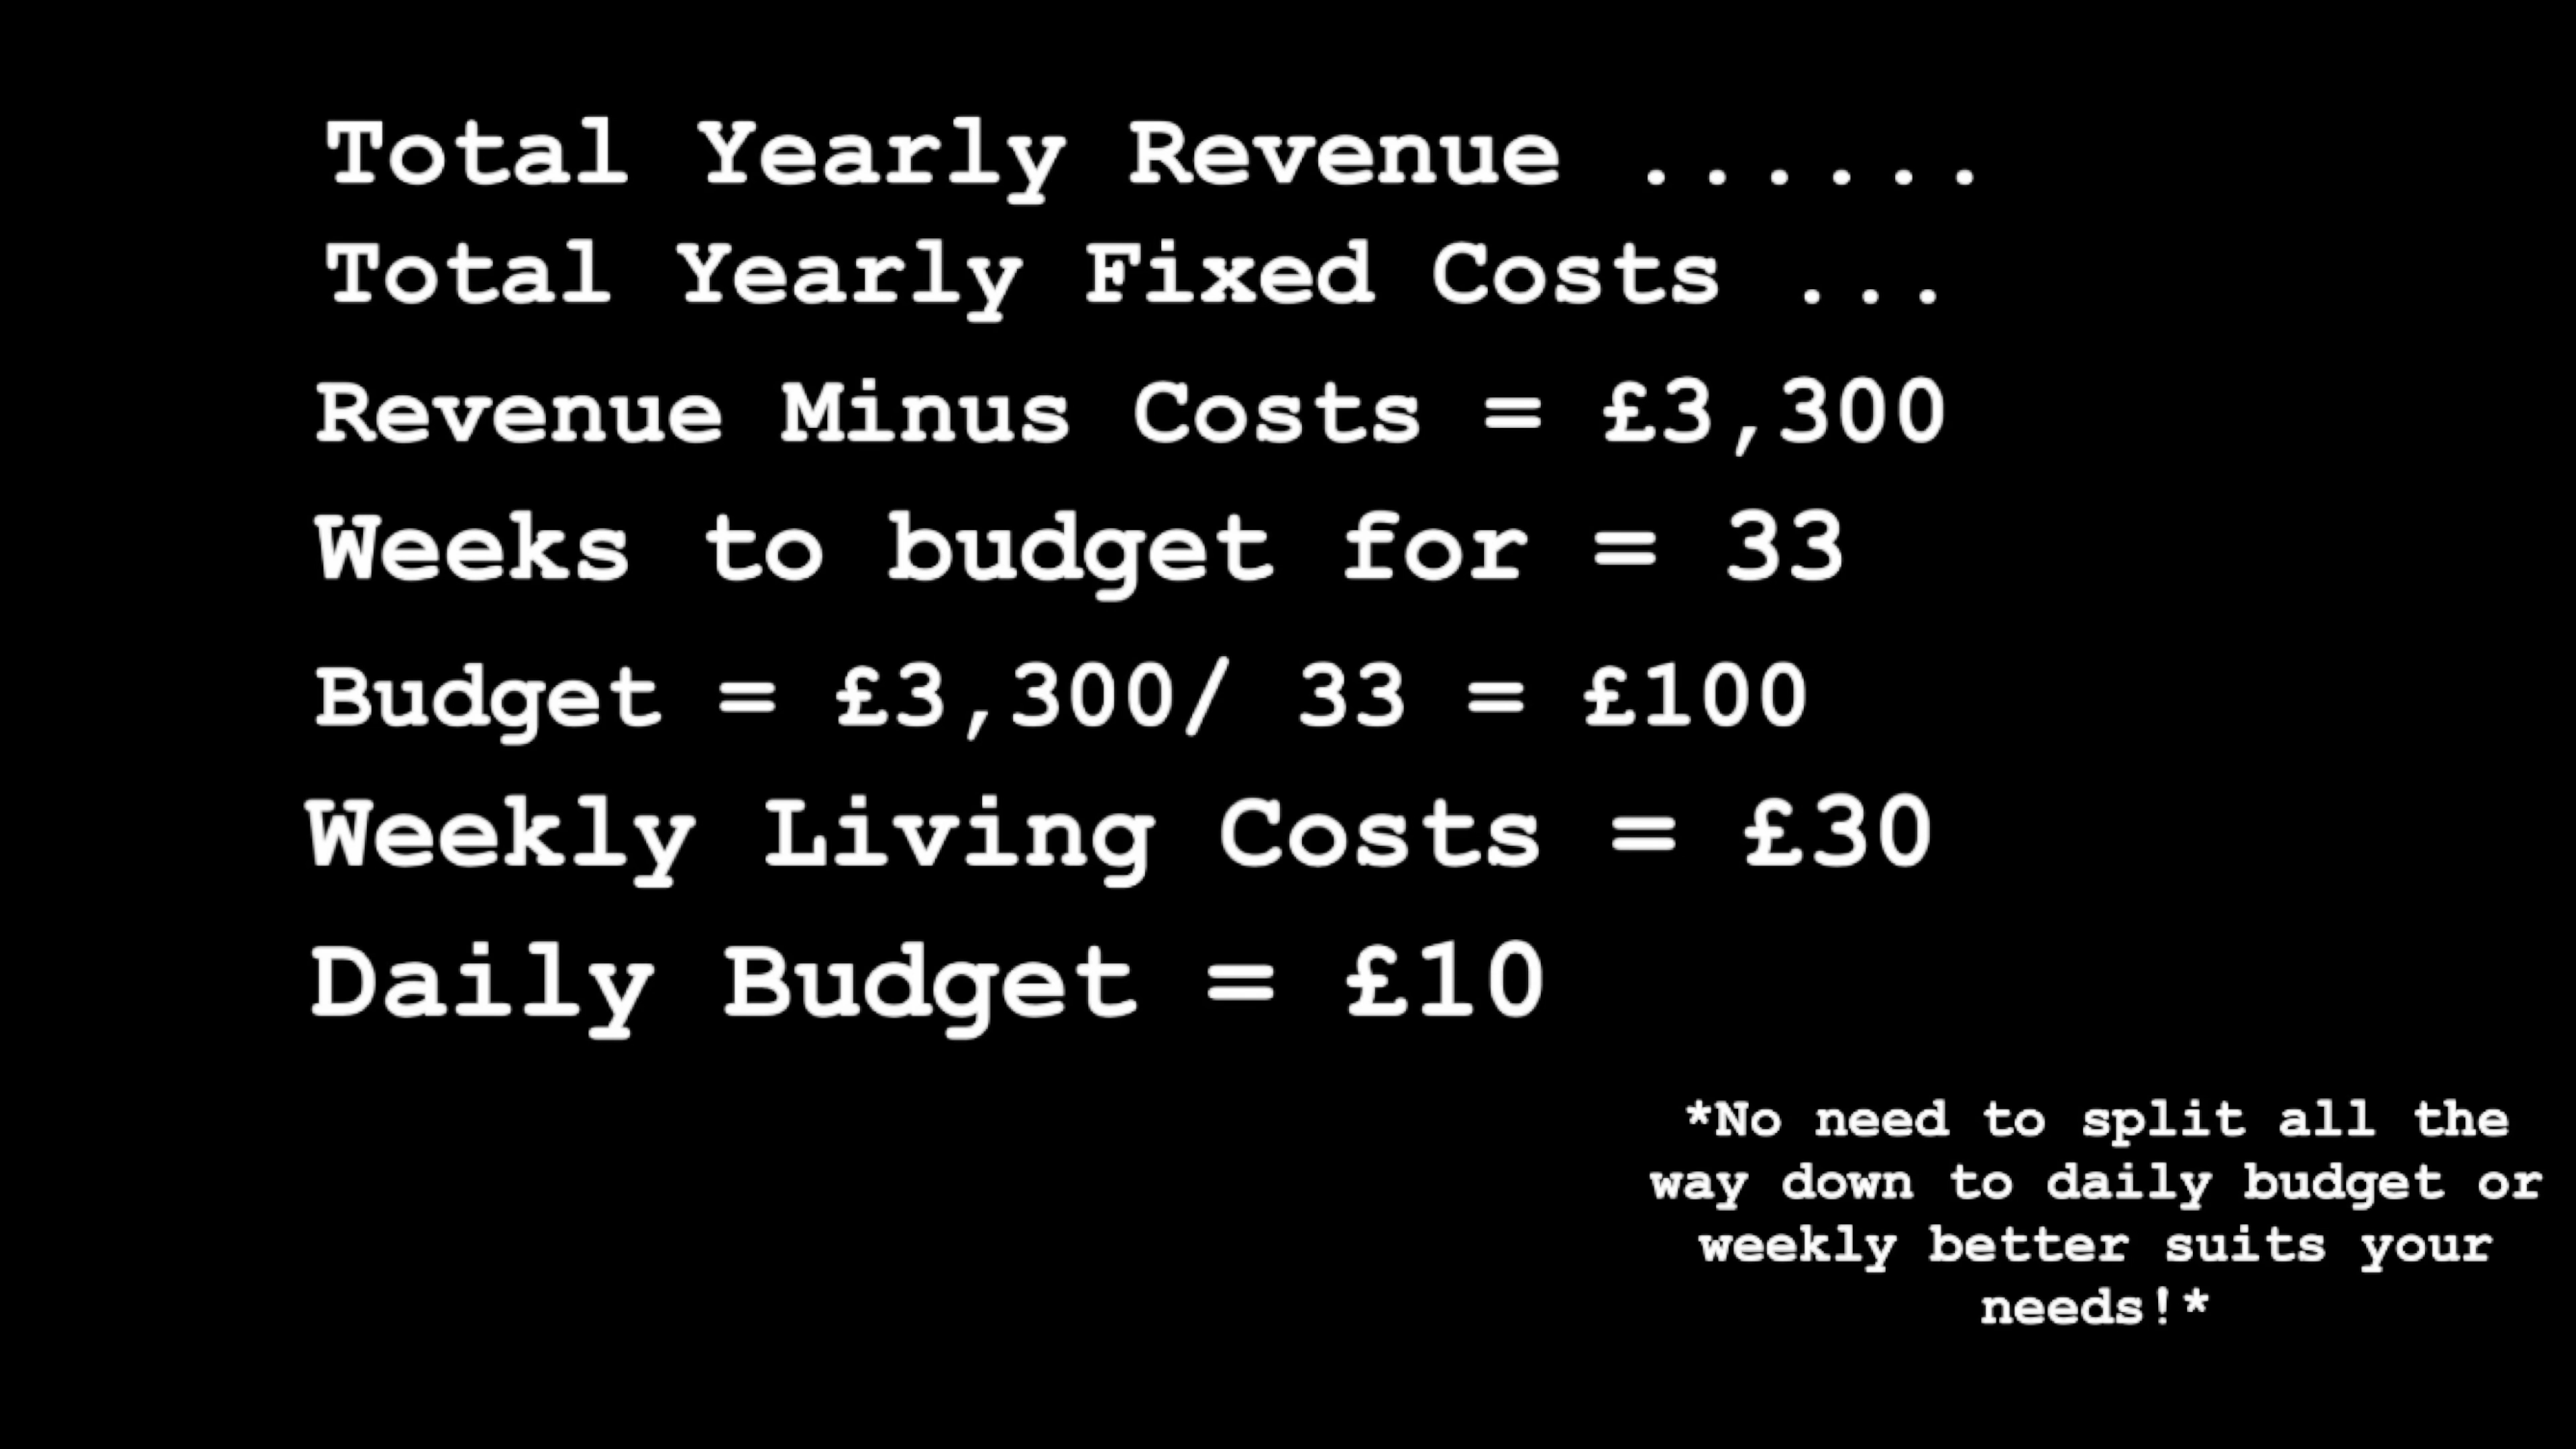 Total Yearly Revenue ......
Total Yearly Fixed Costs ...
Revenue Minus Costs = £3,300
Weeks to budget for = 33
Budget = £3,300/ 33 = £100
Weekly Living Costs = £30
Daily Budget = £10
*No need to split all the
way down to daily budget or
weekly better suits your
needs!*